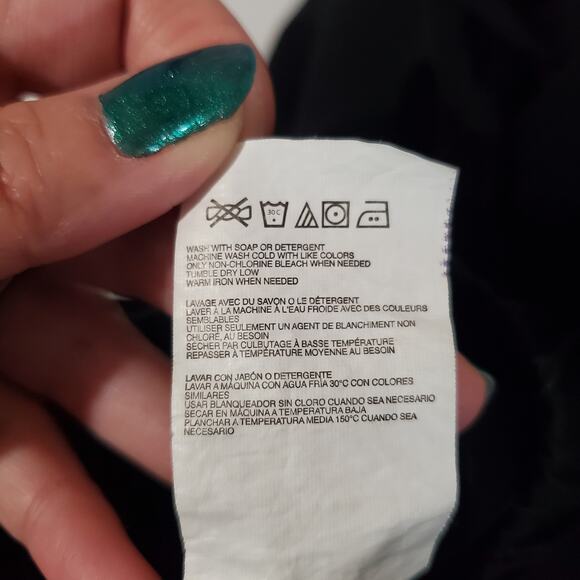 30 C
WASH WITH SOAP OR DETERGENT
MACHINE WASH COLD WITH LIKE COLORS
ONLY NON-CHLORINE BLEACH WHEN NEEDED
TUMBLE DRY LOW
WARM IRON WHEN NEEDED
LAVAGE AVEC DU SAVON O LE DÉTERGENT
LAVER A LA MACHINE À L'EAU FROIDE AVEC DES COULEURS
SEMBLABLES
UTILISER SEULEMENT UN AGENT DE BLANCHIMENT NON
CHLORÉ, AU BESOIN
SÉCHER PAR CULBUTAGE À BASSE TEMPÉRATURE
REPASSER À TEMPÉRATURE MOYENNE AU BESOIN
LAVAR CON JABÓN O DETERGENTE
LAVAR A MÁQUINA CON AGUA FRÍA 30°C CON COLORES
SIMILARES
USAR BLANQUEADOR SIN CLORO CUANDO SEA NECESARIO
SECAR EN MÁQUINA A TEMPERATURA BAJA
PLANCHAR A TEMPERATURA MEDIA 150°C CUANDO SEA
NECESARIO